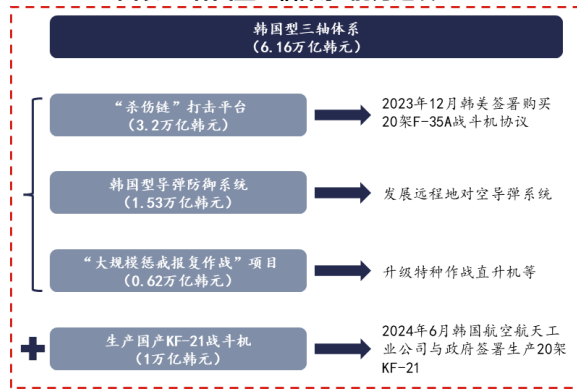 韩国型三轴体系
(6.16万亿韩元)
“杀伤链”打击平台
(3.2万亿韩元)
2023年12月韩美签署购买
20架F-35A战斗机协议
韩国型导弹防御系统
(1.53万亿韩元)
发展远程地对空导弹系统
“大规模惩戒报复作战”项目
(0.62万亿韩元)
升级特种作战直升机等
生产国产KF-21战斗机
(1万亿韩元)
2024年6月韩国航空航天工
业公司与政府签署生产20架
KF-21